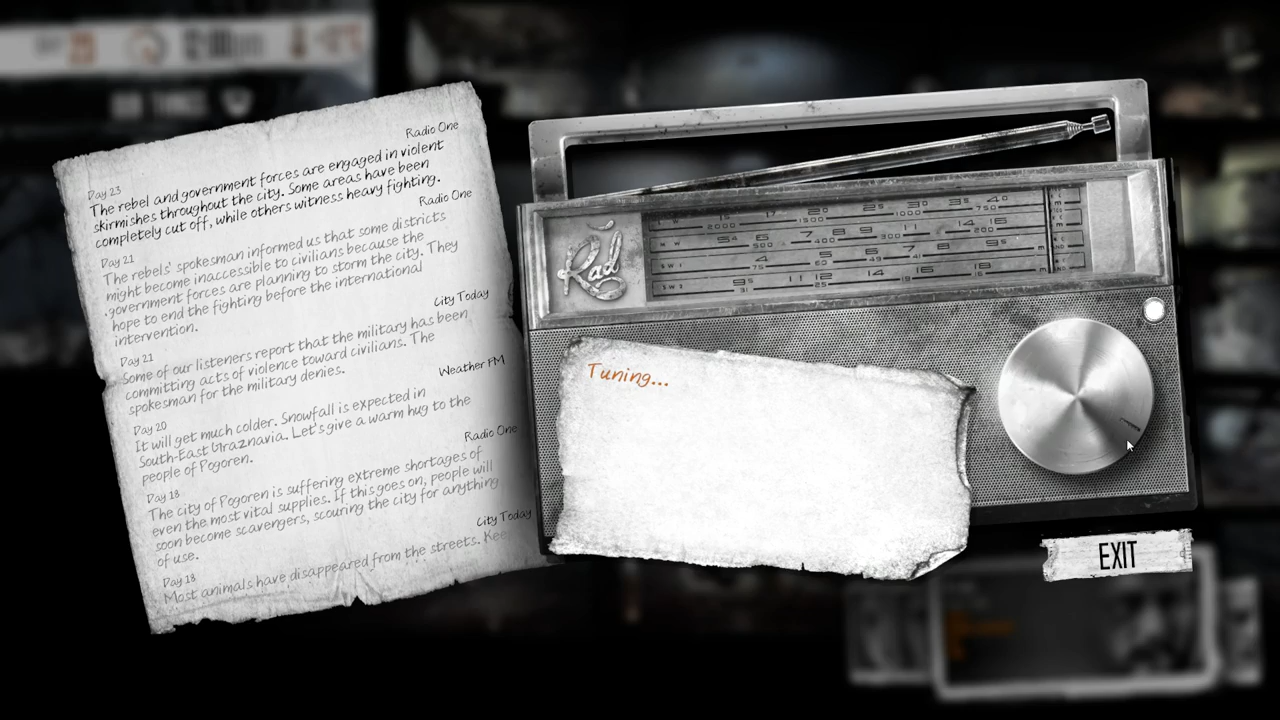 Radio One
Day 23
The rebel and government forces are engaged in violent
skirmishes throughout the city. Some areas have been
completely cut off, while others witness heavy fighting.
Radio One
Day 21
The rebels' spokesman informed us that some districts
might become inaccessible to civilians because the
government forces are planning to storm the city. They
hope to end the fighting before the international
intervention.
City Today
Day 21
Some of our listeners report that the military has been
committing acts of violence toward civilians. The
spokesman for the military denies.
Weather FM
Day 20
It will get much colder. Snowfall is expected in
South-East Graznavia. Let's give a warm hug to the
people of Pogoren.
Radio One
Day 18
The city of Pogoren is suffering extreme shortages of
even the most vital supplies. If this goes on, people will
soon become scavengers, scouring the city for anything
of use.
City Today
Day 18
Most animals have disappeared from the streets. Kee
Rad
Tuning...
EXIT